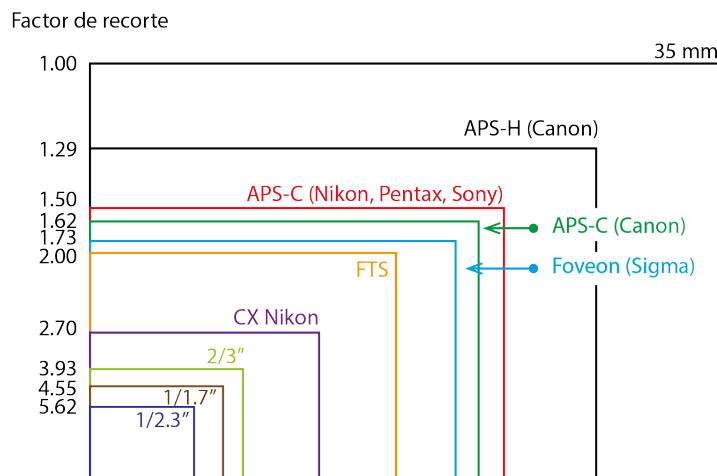 Factor de recorte
35 mm
1.00
APS-H (Canon)
1.29
APS-C (Nikon, Pentax, Sony)
1.50
1.62
APS-C (Canon)
1.73
2.00
FTS
Foveon (Sigma)
CX Nikon
2.70
2/3”
3.93
4.55
1/1.7”
5.62
1/2.3”